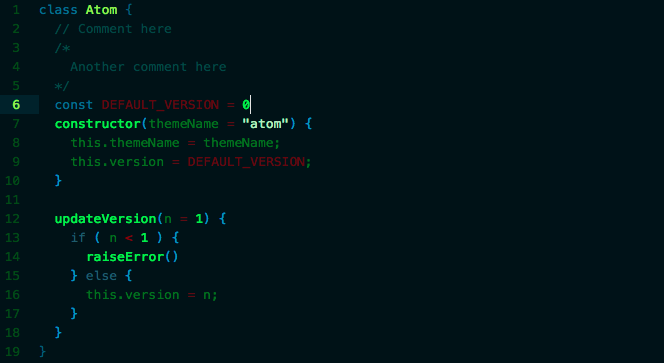 1 class Atom {
2 // Comment here
3 /*
4 Another comment here
5 */
6 const DEFAULT_VERSION = 0
7 constructor(themeName = "atom") {
8 this.themeName = themeName;
9 this.version = DEFAULT_VERSION;
10 }
11
12 updateVersion(n = 1) {
13 if ( n < 1 ) {
14 raiseError()
15 } else {
16 this.version = n;
17 }
18 }
19 }